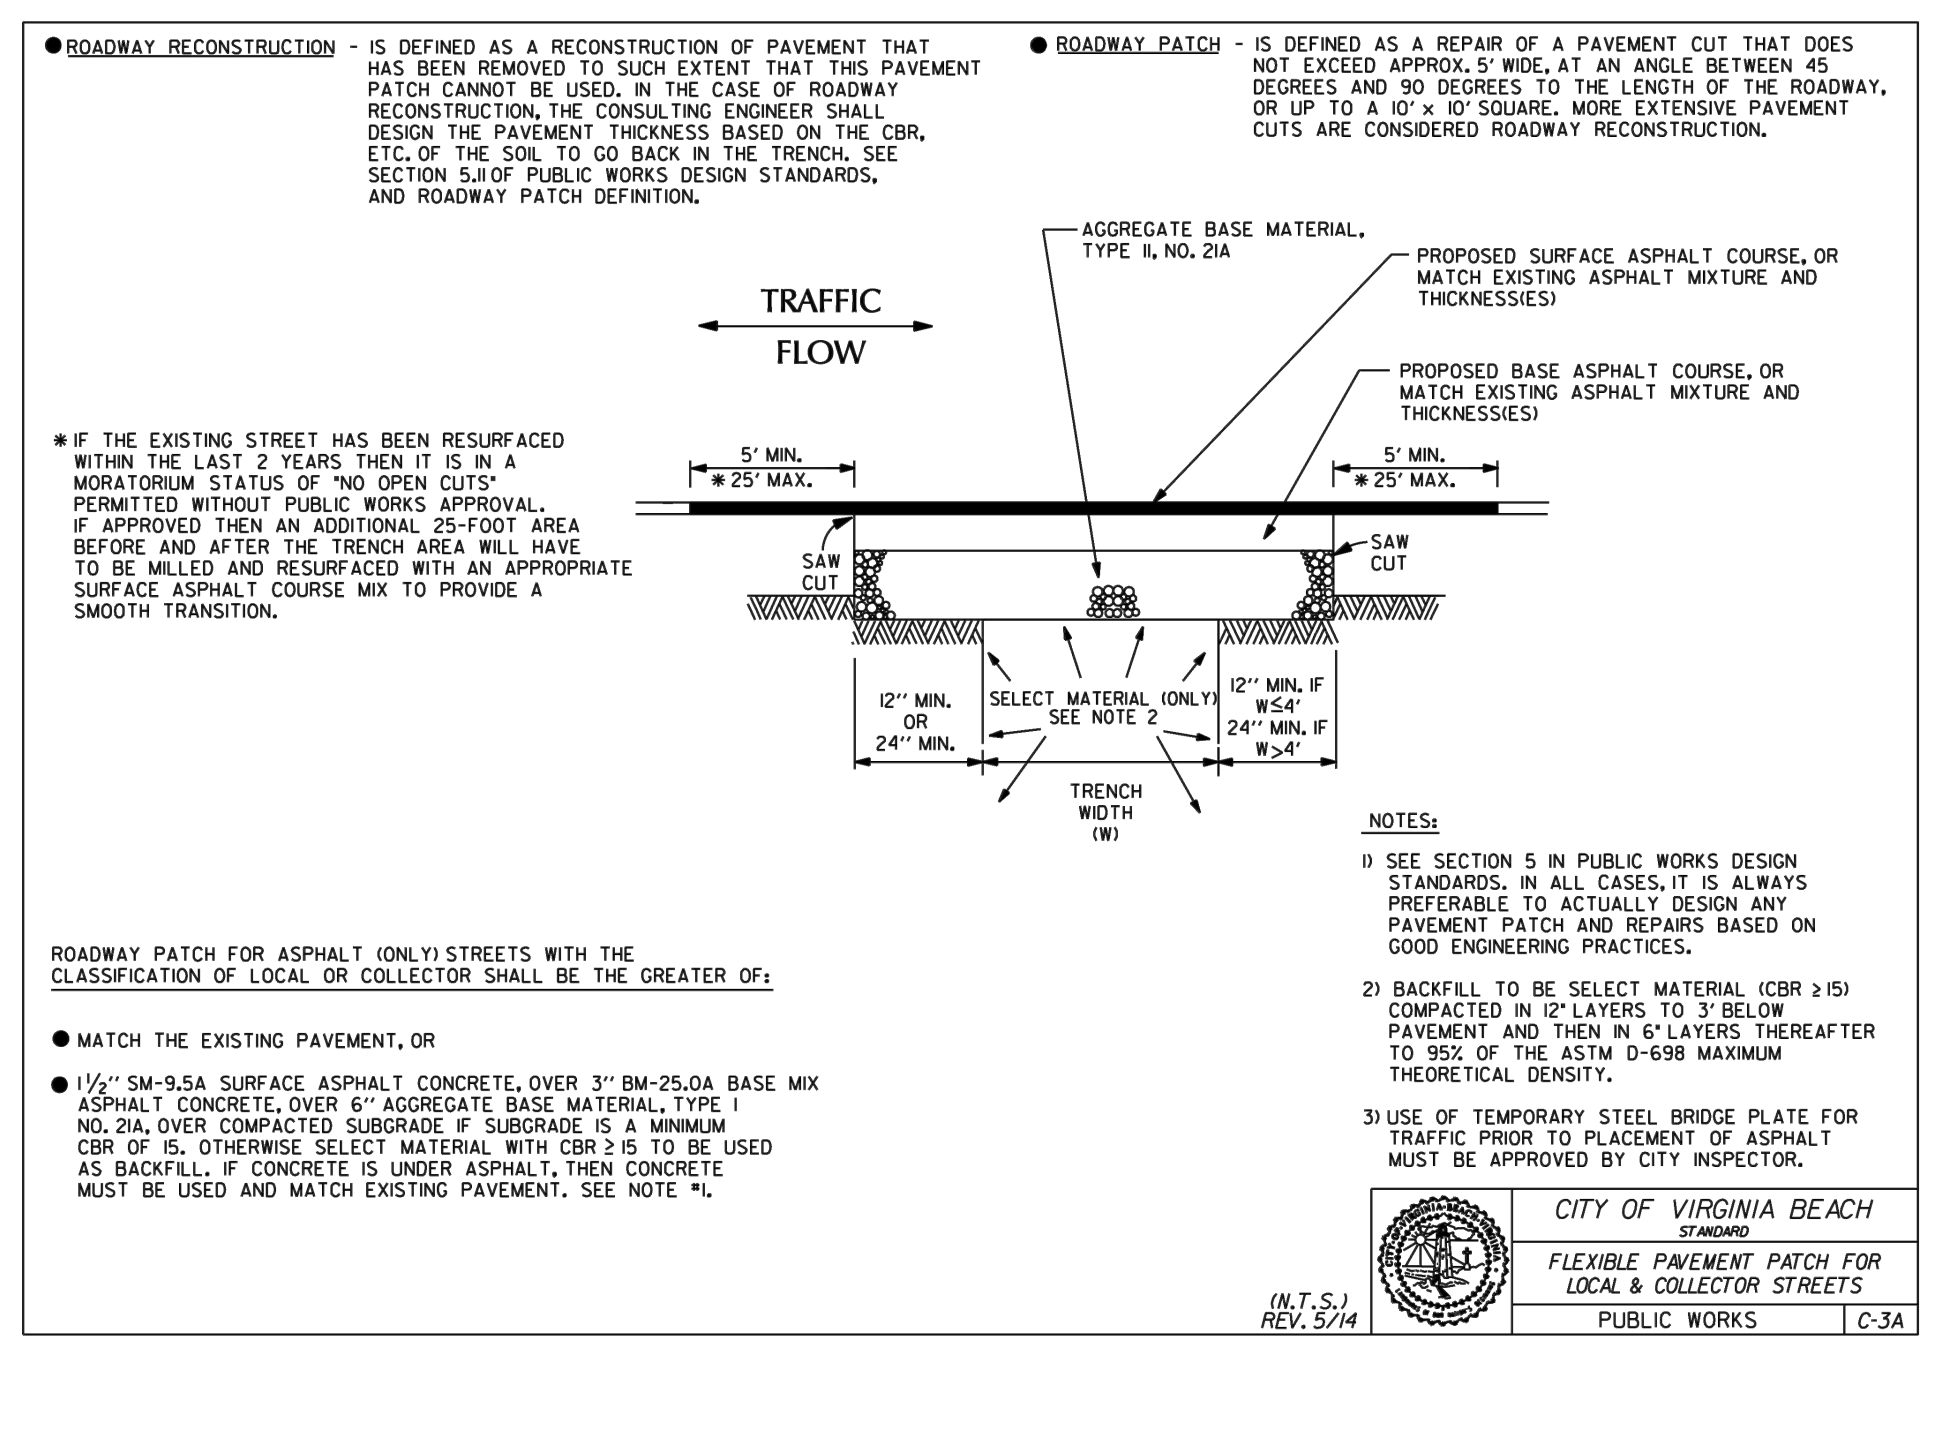 ● ROADWAY RECONSTRUCTION - IS DEFINED AS A RECONSTRUCTION OF PAVEMENT THAT
HAS BEEN REMOVED TO SUCH EXTENT THAT THIS PAVEMENT
PATCH CANNOT BE USED. IN THE CASE OF ROADWAY
RECONSTRUCTION, THE CONSULTING ENGINEER SHALL
DESIGN THE PAVEMENT THICKNESS BASED ON THE CBR,
ETC. OF THE SOIL TO GO BACK IN THE TRENCH. SEE
SECTION 5.11 OF PUBLIC WORKS DESIGN STANDARDS,
AND ROADWAY PATCH DEFINITION.
● ROADWAY PATCH - IS DEFINED AS A REPAIR OF A PAVEMENT CUT THAT DOES
NOT EXCEED APPROX. 5' WIDE, AT AN ANGLE BETWEEN 45
DEGREES AND 90 DEGREES TO THE LENGTH OF THE ROADWAY,
OR UP TO A 10' x 10' SQUARE. MORE EXTENSIVE PAVEMENT
CUTS ARE CONSIDERED ROADWAY RECONSTRUCTION.
AGGREGATE BASE MATERIAL,
TYPE II, NO. 21A
PROPOSED SURFACE ASPHALT COURSE, OR
MATCH EXISTING ASPHALT MIXTURE AND
THICKNESS(ES)
TRAFFIC
FLOW
PROPOSED BASE ASPHALT COURSE, OR
MATCH EXISTING ASPHALT MIXTURE AND
THICKNESS(ES)
* IF THE EXISTING STREET HAS BEEN RESURFACED
WITHIN THE LAST 2 YEARS THEN IT IS IN A
MORATORIUM STATUS OF "NO OPEN CUTS"
PERMITTED WITHOUT PUBLIC WORKS APPROVAL.
IF APPROVED THEN AN ADDITIONAL 25-FOOT AREA
BEFORE AND AFTER THE TRENCH AREA WILL HAVE
TO BE MILLED AND RESURFACED WITH AN APPROPRIATE
SURFACE ASPHALT COURSE MIX TO PROVIDE A
SMOOTH TRANSITION.
5' MIN.
* 25' MAX.
5' MIN.
* 25' MAX.
SAW
CUT
SAW
CUT
12'' MIN.
OR
24'' MIN.
SELECT MATERIAL (ONLY)
SEE NOTE 2
12'' MIN. IF
W≤4'
24'' MIN. IF
W>4'
TRENCH
WIDTH
(W)
NOTES:
1) SEE SECTION 5 IN PUBLIC WORKS DESIGN
STANDARDS. IN ALL CASES, IT IS ALWAYS
PREFERABLE TO ACTUALLY DESIGN ANY
PAVEMENT PATCH AND REPAIRS BASED ON
GOOD ENGINEERING PRACTICES.
2) BACKFILL TO BE SELECT MATERIAL (CBR ≥ 15)
COMPACTED IN 12" LAYERS TO 3' BELOW
PAVEMENT AND THEN IN 6" LAYERS THEREAFTER
TO 95% OF THE ASTM D-698 MAXIMUM
THEORETICAL DENSITY.
3) USE OF TEMPORARY STEEL BRIDGE PLATE FOR
TRAFFIC PRIOR TO PLACEMENT OF ASPHALT
MUST BE APPROVED BY CITY INSPECTOR.
ROADWAY PATCH FOR ASPHALT (ONLY) STREETS WITH THE
CLASSIFICATION OF LOCAL OR COLLECTOR SHALL BE THE GREATER OF:
● MATCH THE EXISTING PAVEMENT, OR
● 1 1/2'' SM-9.5A SURFACE ASPHALT CONCRETE, OVER 3'' BM-25.0A BASE MIX
ASPHALT CONCRETE, OVER 6'' AGGREGATE BASE MATERIAL, TYPE I
NO. 21A, OVER COMPACTED SUBGRADE IF SUBGRADE IS A MINIMUM
CBR OF 15. OTHERWISE SELECT MATERIAL WITH CBR ≥ 15 TO BE USED
AS BACKFILL. IF CONCRETE IS UNDER ASPHALT, THEN CONCRETE
MUST BE USED AND MATCH EXISTING PAVEMENT. SEE NOTE #1.
(N.T.S.)
REV. 5/14
CITY OF VIRGINIA BEACH VIRGINIA
CITY OF VIRGINIA BEACH
STANDARD
FLEXIBLE PAVEMENT PATCH FOR
LOCAL & COLLECTOR STREETS
PUBLIC WORKS
C-3A